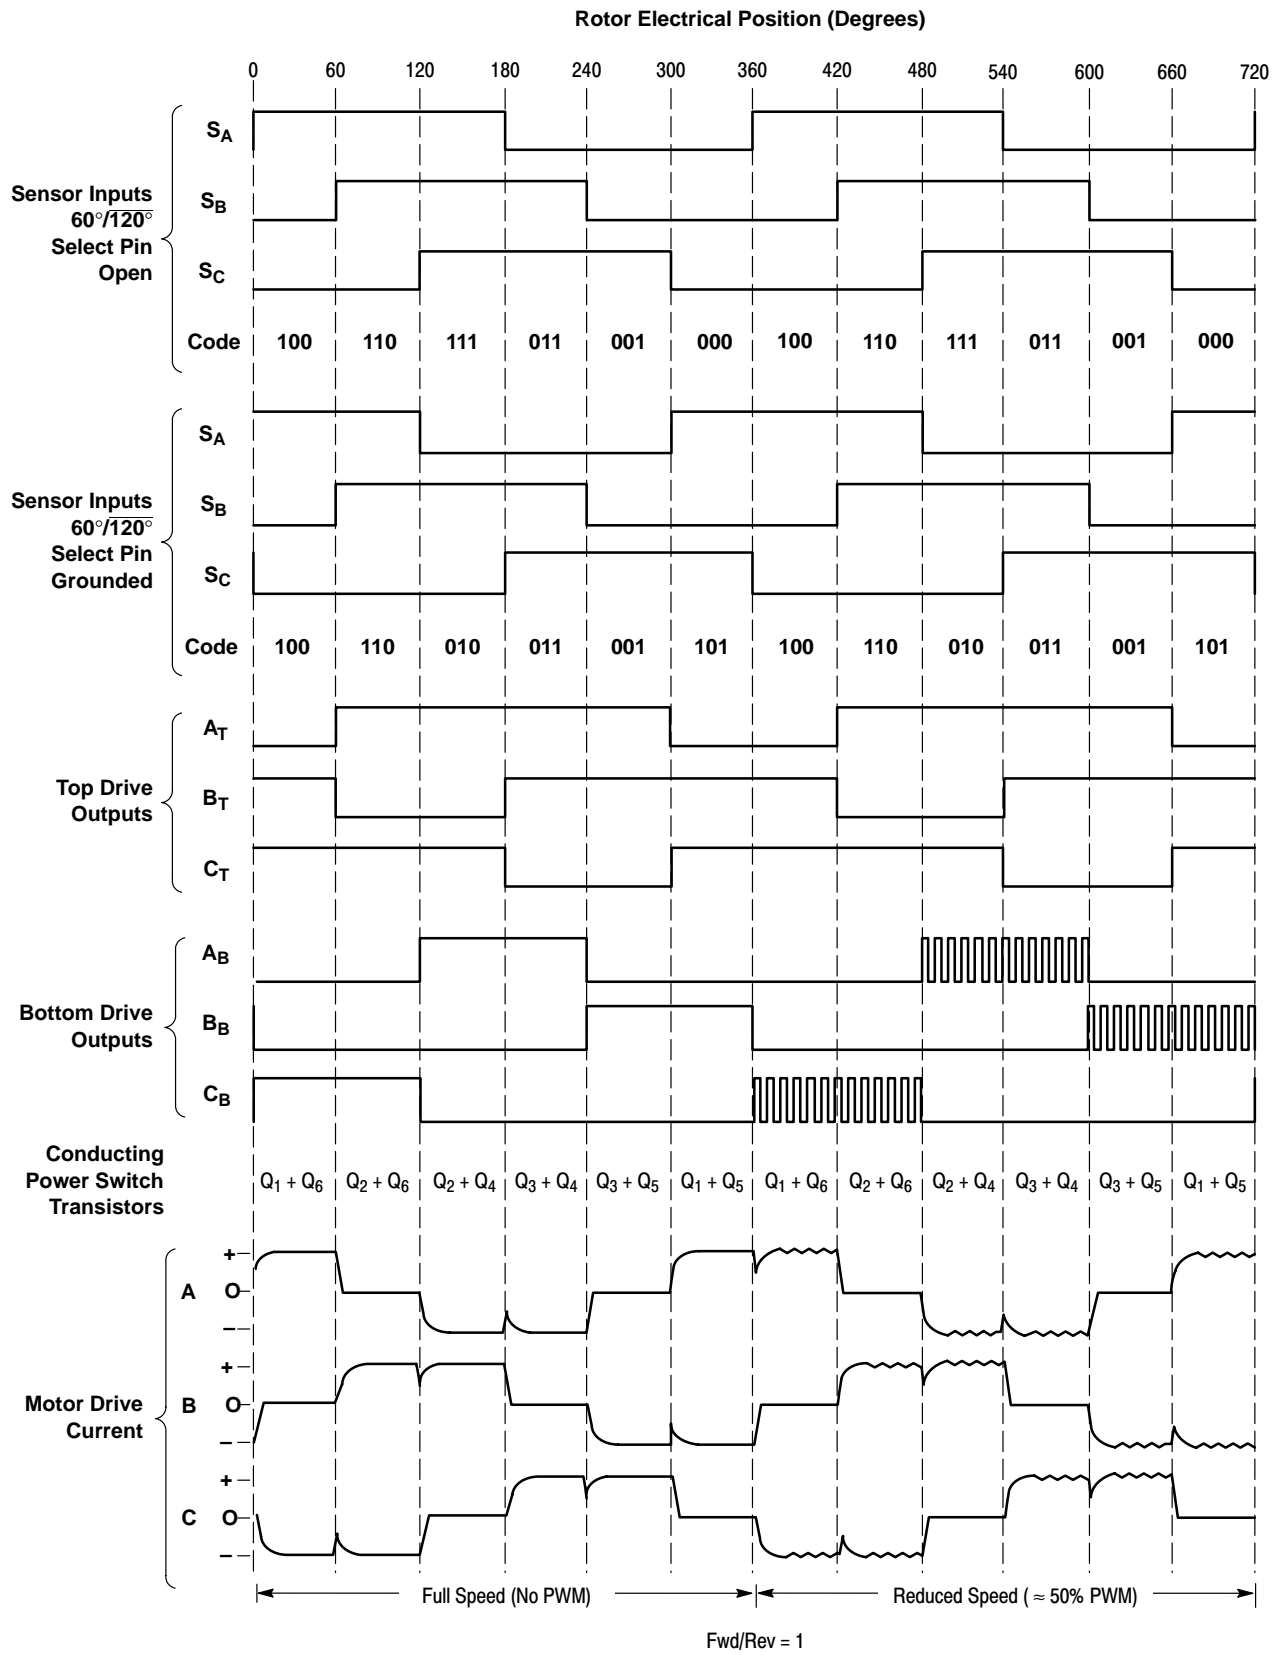 Rotor Electrical Position (Degrees)
0 60 120 180 240 300 360 420 480 540 600 660 720
Sensor Inputs
60°/120°
Select Pin
Open
SA
SB
SC
Code 100 110 111 011 001 000 100 110 111 011 001 000
Sensor Inputs
60°/120°
Select Pin
Grounded
SA
SB
SC
Code 100 110 010 011 001 101 100 110 010 011 001 101
Top Drive
Outputs
AT
BT
CT
Bottom Drive
Outputs
AB
BB
CB
Conducting
Power Switch
Transistors
Q1 + Q6 Q2 + Q6 Q2 + Q4 Q3 + Q4 Q3 + Q5 Q1 + Q5 Q1 + Q6 Q2 + Q6 Q2 + Q4 Q3 + Q4 Q3 + Q5 Q1 + Q5
Motor Drive
Current
+
A O
–
+
B O
–
+
C O
–
Full Speed (No PWM) Reduced Speed ( ≈ 50% PWM)
Fwd/Rev = 1